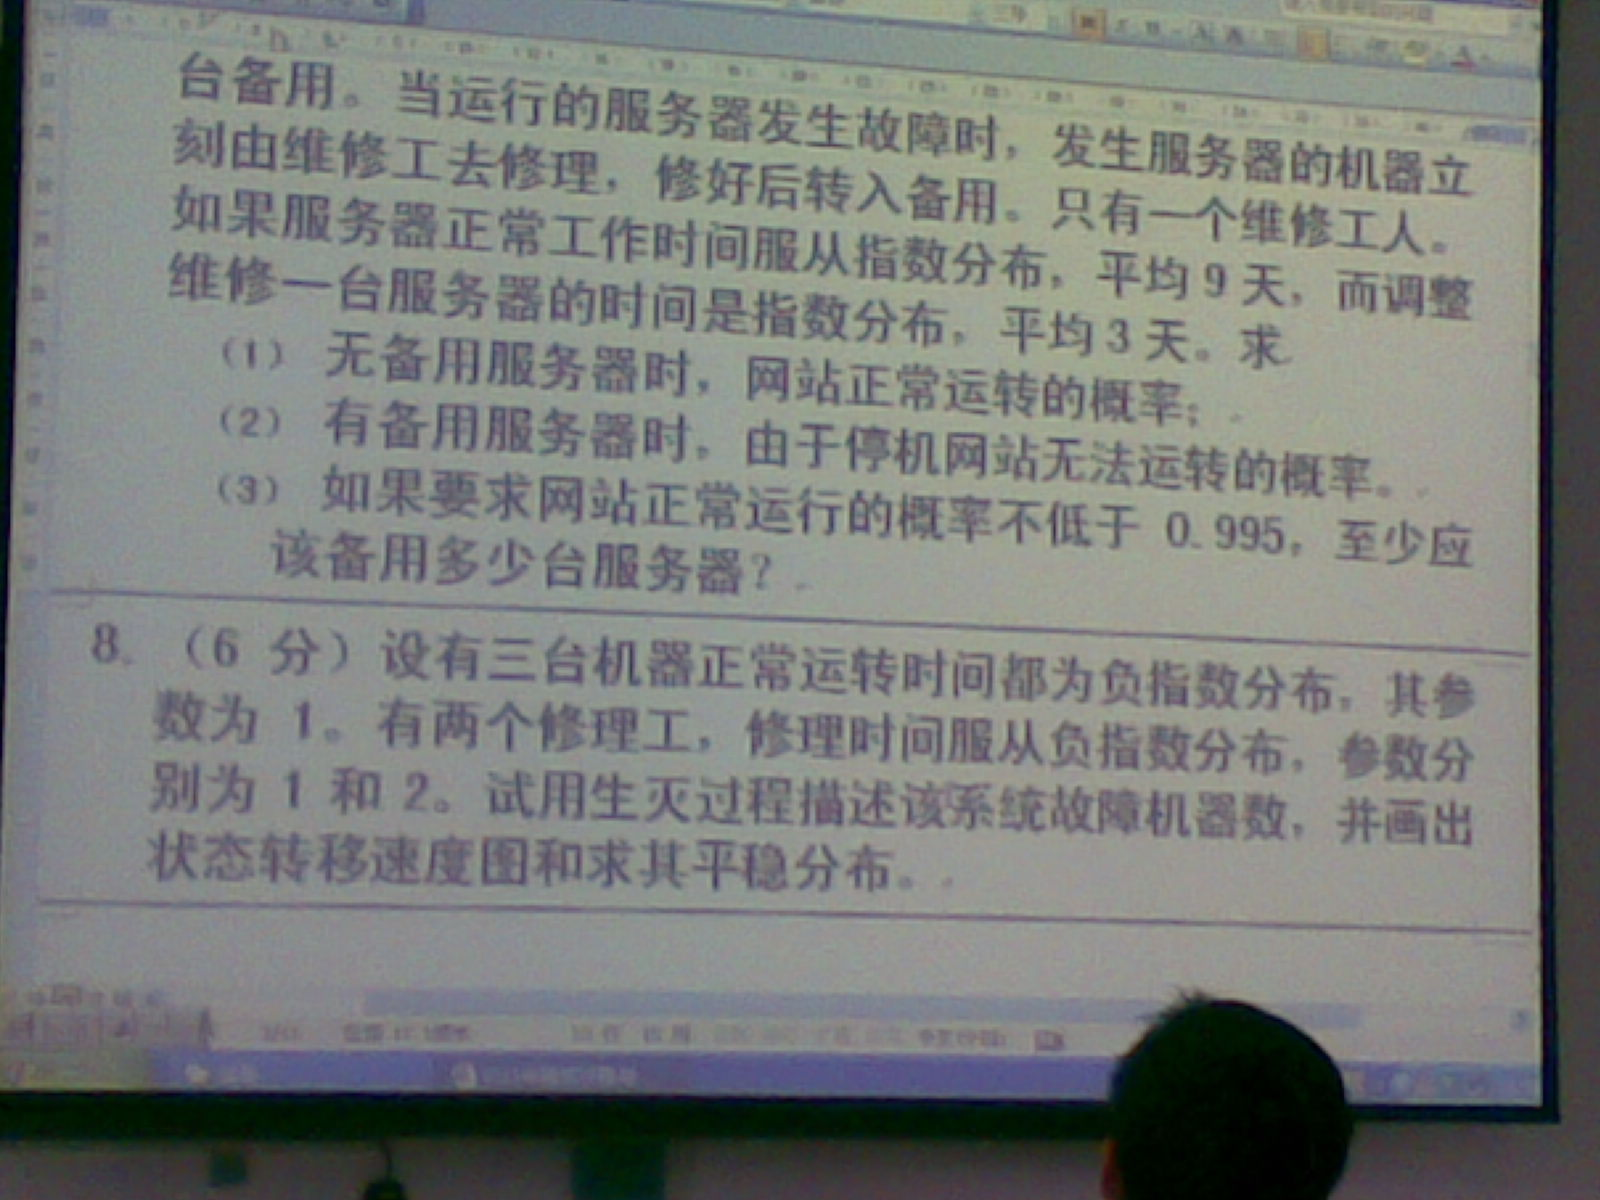 台备用。当运行的服务器发生故障时，发生服务器的机器立
刻由维修工去修理，修好后转入备用。只有一个维修工人。
如果服务器正常工作时间服从指数分布，平均9天，而调整
维修一台服务器的时间是指数分布，平均3天。求
（1） 无备用服务器时，网站正常运转的概率；
（2） 有备用服务器时，由于停机网站无法运转的概率。
（3） 如果要求网站正常运行的概率不低于 0.995，至少应
该备用多少台服务器？
8. （6 分）设有三台机器正常运转时间都为负指数分布，其参
数为 1。有两个修理工，修理时间服从负指数分布，参数分
别为 1 和 2。试用生灭过程描述该系统故障机器数，并画出
状态转移速度图和求其平稳分布。